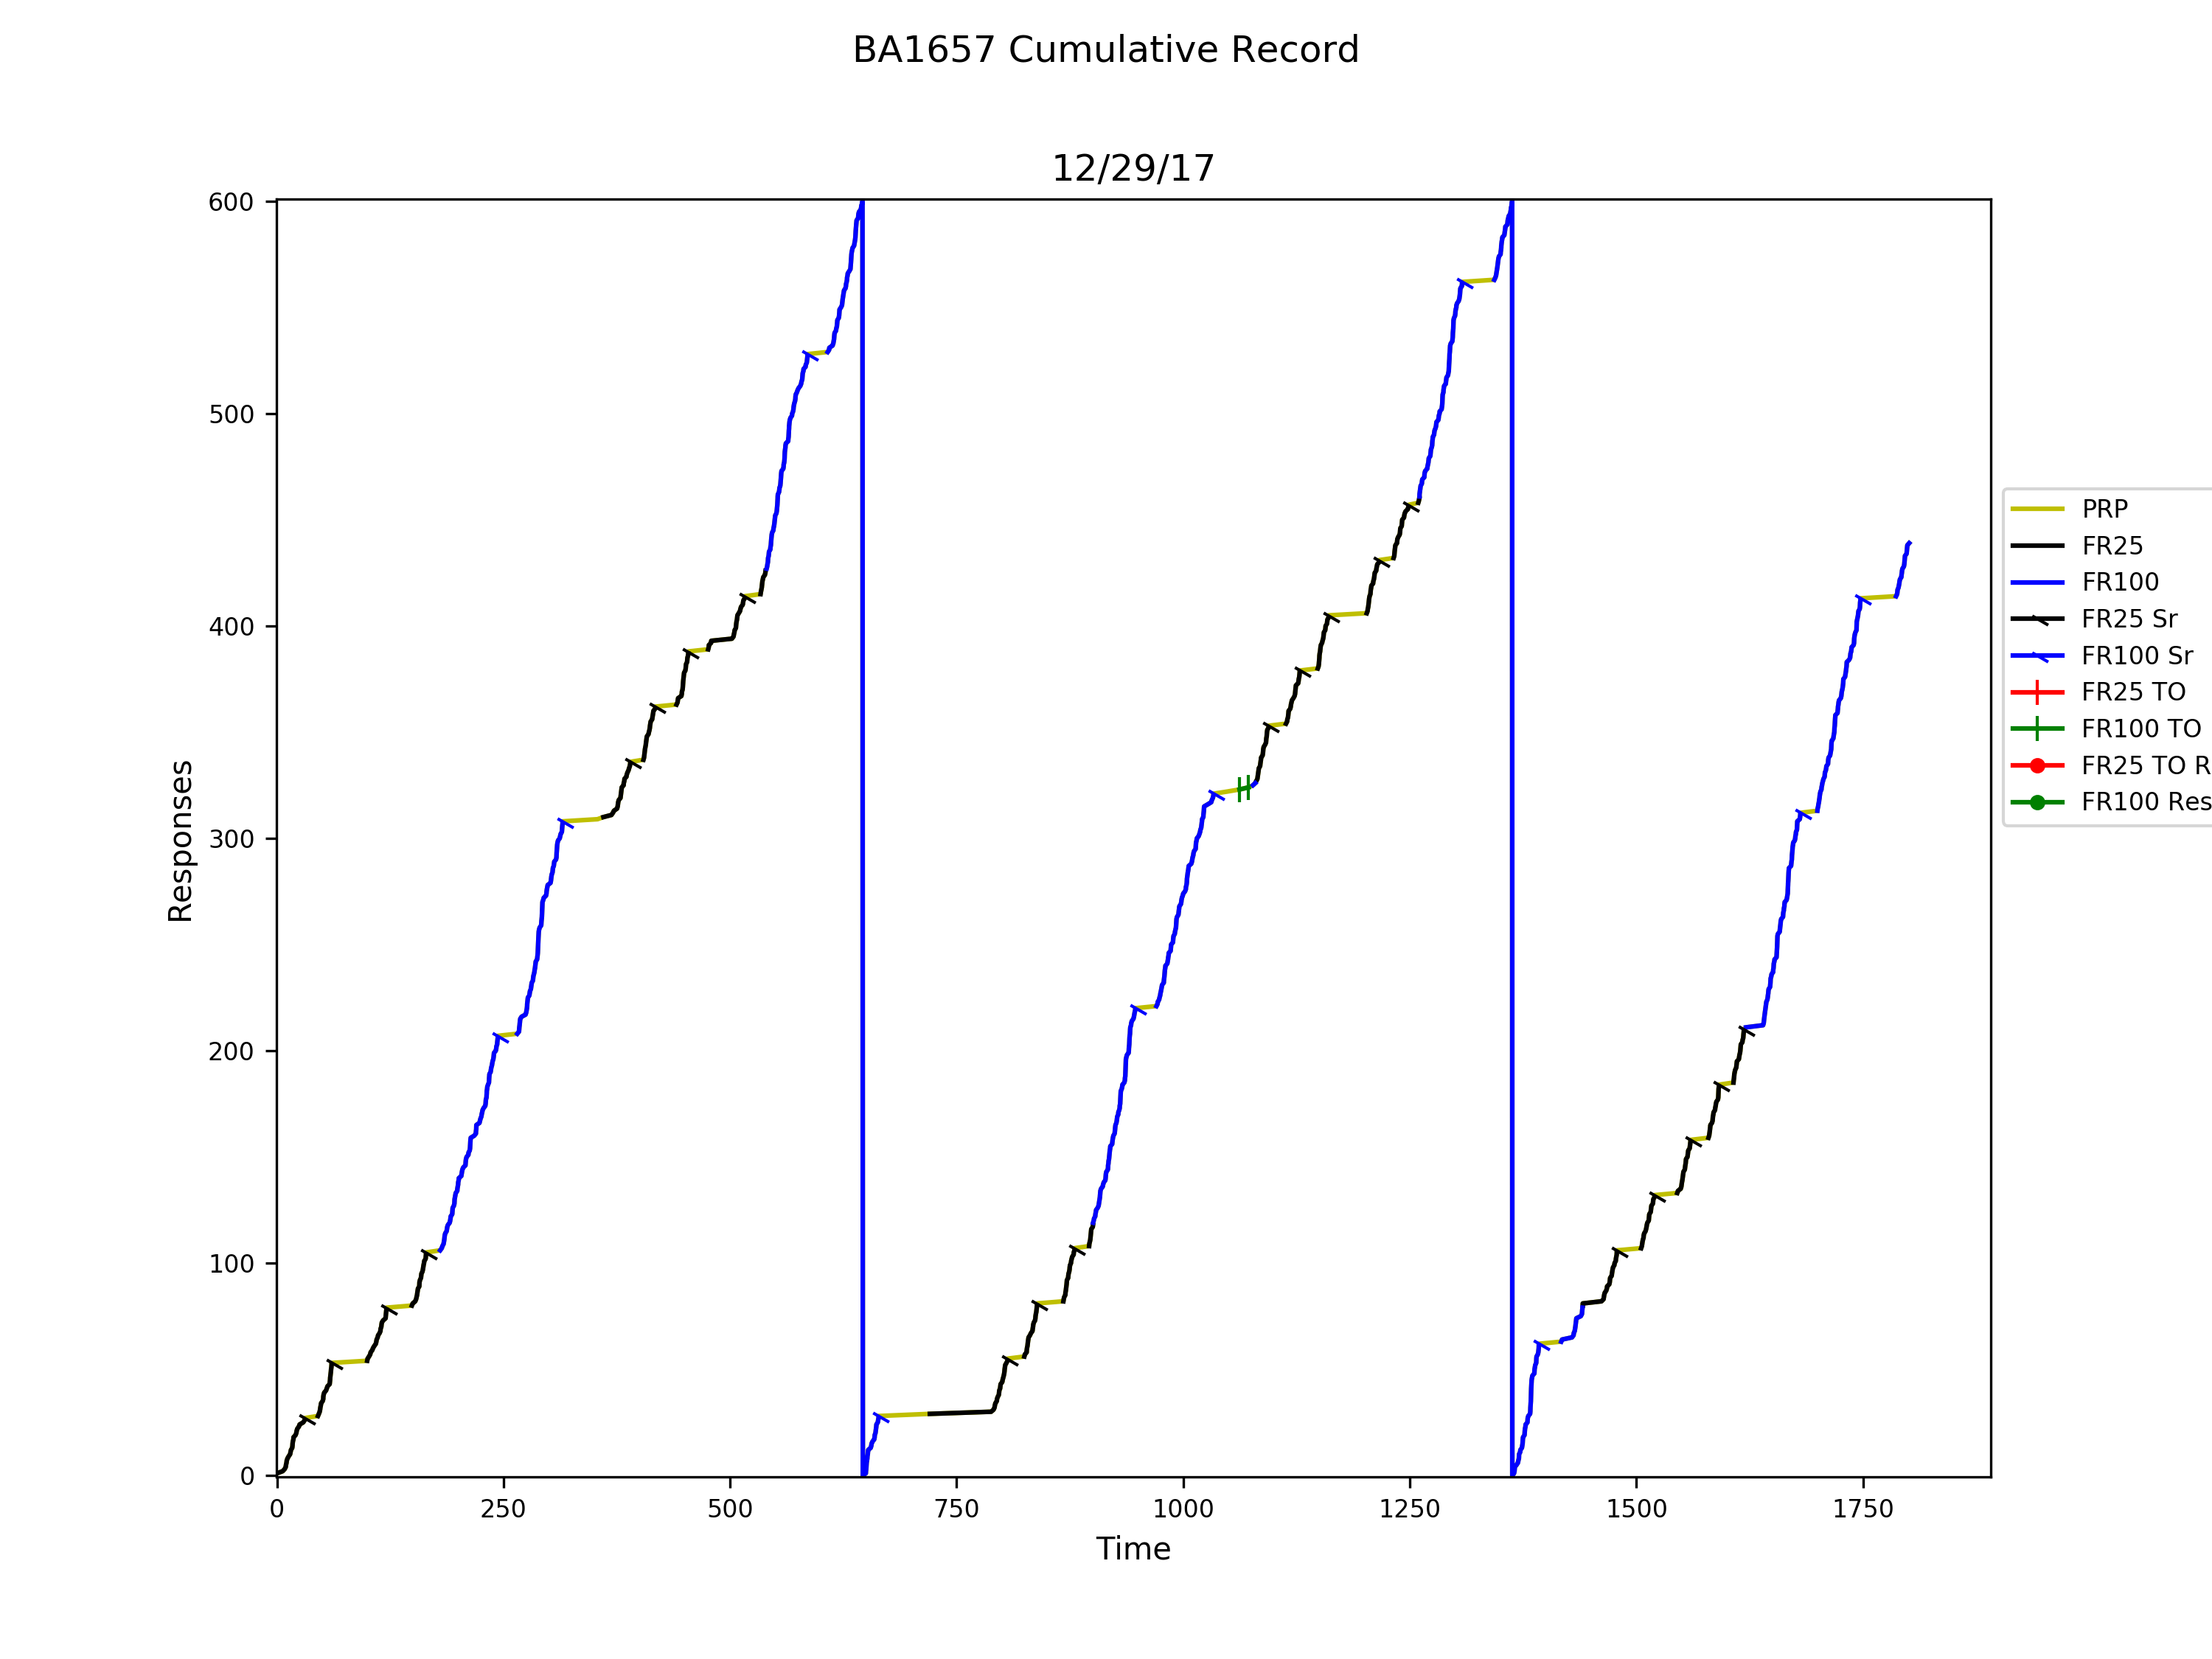 BA1657 Cumulative Record
12/29/17
600
500
400
300
200
100
0
Responses
0 250 500 750 1000 1250 1500 1750
Time
PRP
FR25
FR100
FR25 Sr
FR100 Sr
FR25 TO
FR100 TO
FR25 TO R
FR100 Res